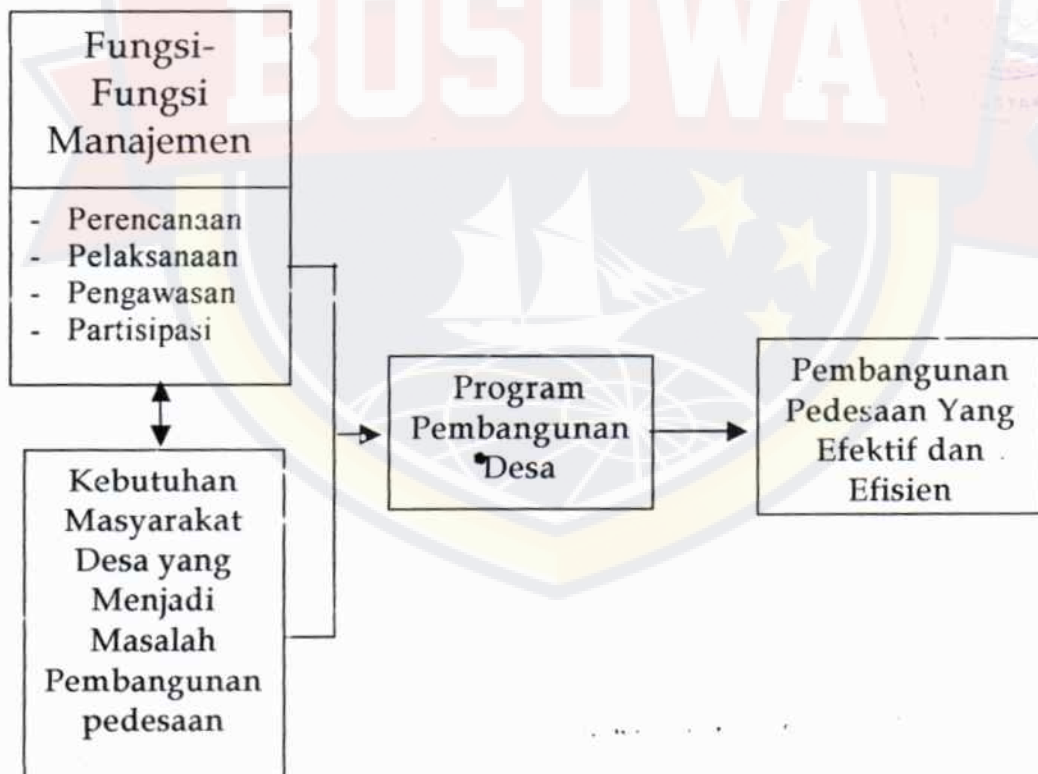 BOSOWA
Fungsi-
Fungsi
Manajemen
- Perencanaan
- Pelaksanaan
- Pengawasan
- Partisipasi
Kebutuhan
Masyarakat
Desa yang
Menjadi
Masalah
Pembangunan
pedesaan
Program
Pembangunan
Desa
Pembangunan
Pedesaan Yang
Efektif dan
Efisien